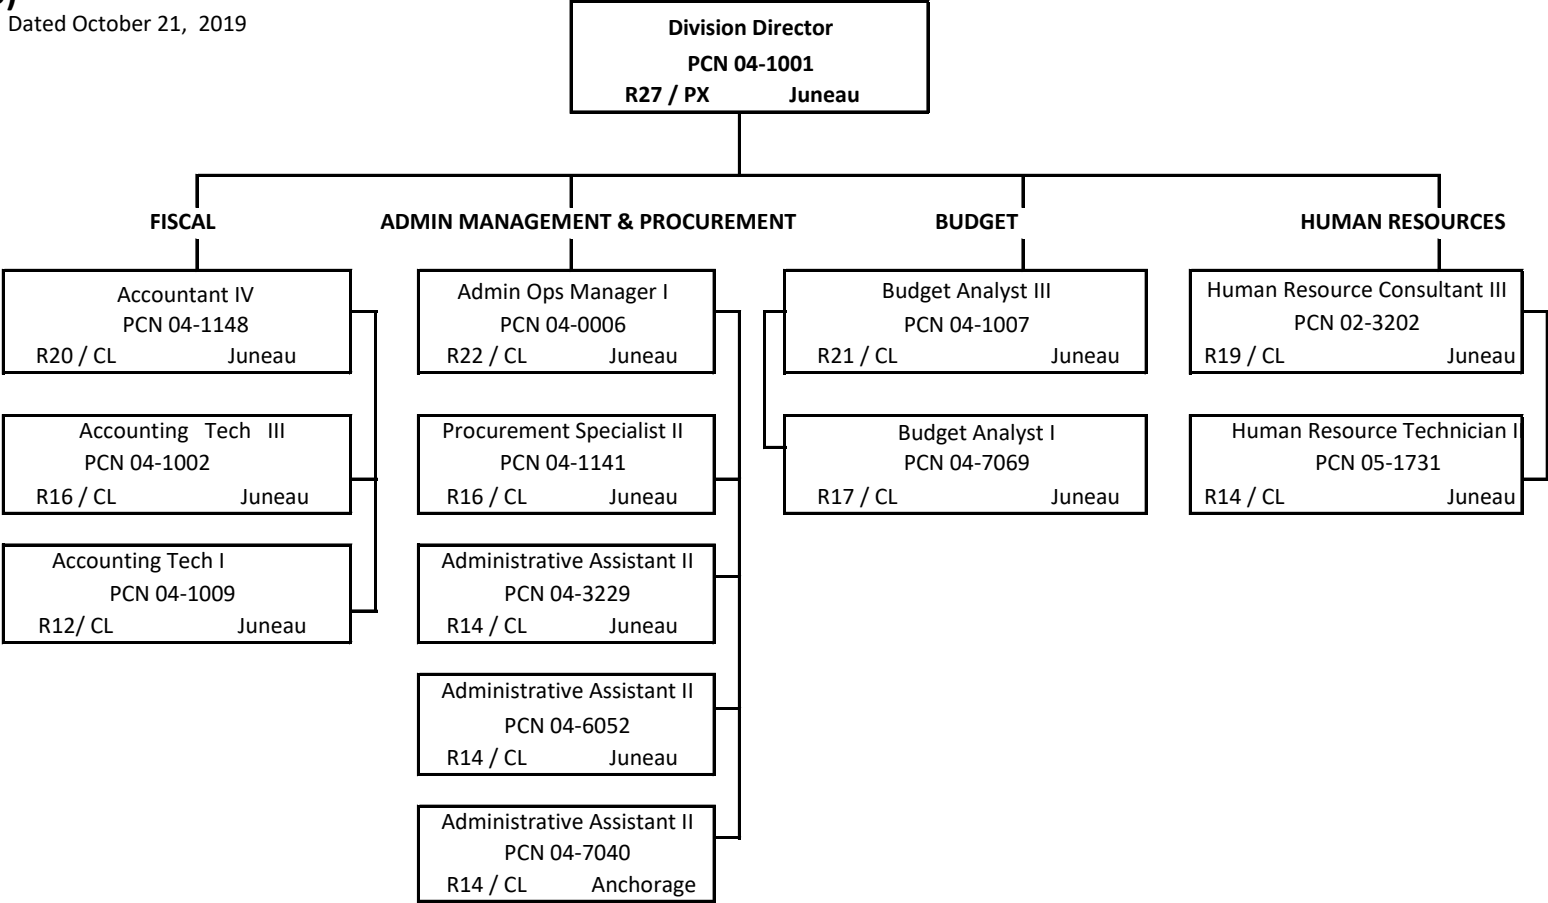 Dated October 21, 2019
Division Director
PCN 04-1001
R27 / PX Juneau
FISCAL
ADMIN MANAGEMENT & PROCUREMENT
BUDGET
HUMAN RESOURCES
Accountant IV
PCN 04-1148
R20 / CL Juneau
Accounting Tech III
PCN 04-1002
R16 / CL Juneau
Accounting Tech I
PCN 04-1009
R12/ CL Juneau
Admin Ops Manager I
PCN 04-0006
R22 / CL Juneau
Procurement Specialist II
PCN 04-1141
R16 / CL Juneau
Administrative Assistant II
PCN 04-3229
R14 / CL Juneau
Administrative Assistant II
PCN 04-6052
R14 / CL Juneau
Administrative Assistant II
PCN 04-7040
R14 / CL Anchorage
Budget Analyst III
PCN 04-1007
R21 / CL Juneau
Budget Analyst I
PCN 04-7069
R17 / CL Juneau
Human Resource Consultant III
PCN 02-3202
R19 / CL Juneau
Human Resource Technician
PCN 05-1731
R14 / CL Juneau